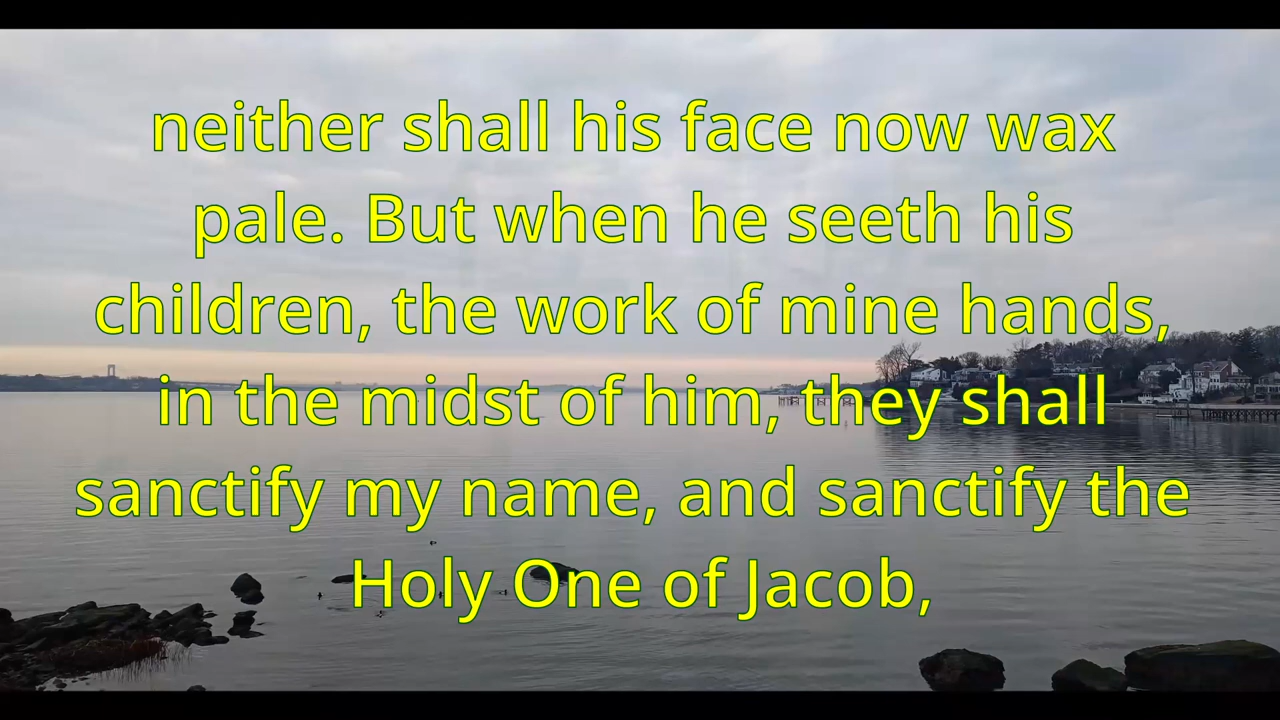 neither shall his face now wax
pale. But when he seeth his
children, the work of mine hands,
in the midst of him, they shall
sanctify my name, and sanctify the
Holy One of Jacob,